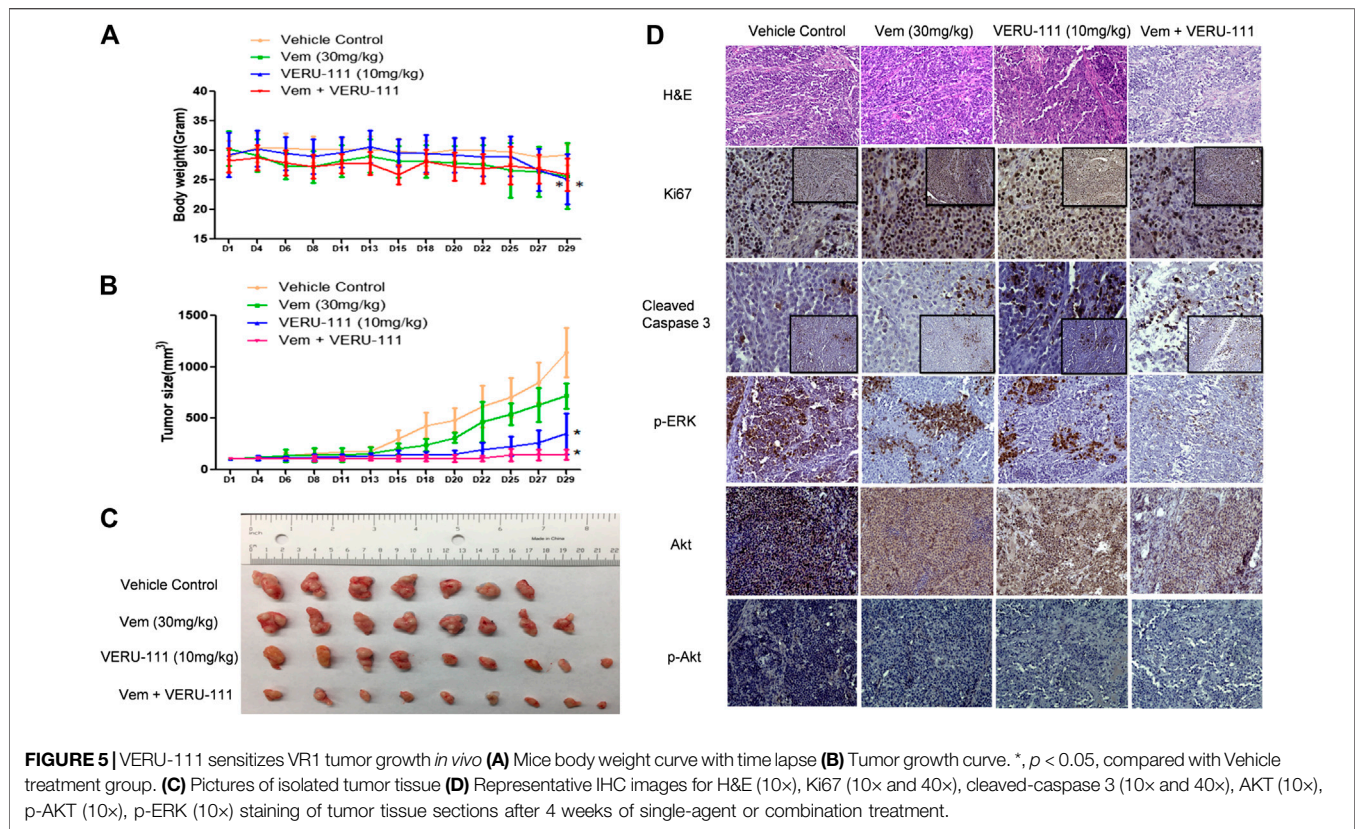 A
Vehicle Control
Vem (30mg/kg)
VERU-111 (10mg/kg)
Vem + VERU-111
Body weight(Gram)
40
35
30
25
20
15
* *
D1 D4 D6 D8 D11 D13 D15 D18 D20 D22 D25 D27 D29
B
Vehicle Control
Vem (30mg/kg)
VERU-111 (10mg/kg)
Vem + VERU-111
Tumor size(mm3)
1500
1000
500
0
*
*
D1 D4 D6 D8 D11 D13 D15 D18 D20 D22 D25 D27 D29
C
Made in China
Vehicle Control
Vem (30mg/kg)
VERU-111 (10mg/kg)
Vem + VERU-111
D
Vehicle Control Vem (30mg/kg) VERU-111 (10mg/kg) Vem + VERU-111
H&E
Ki67
Cleaved
Caspase 3
p-ERK
Akt
p-Akt
FIGURE 5 | VERU-111 sensitizes VR1 tumor growth in vivo (A) Mice body weight curve with time lapse (B) Tumor growth curve. *, p < 0.05, compared with Vehicle
treatment group. (C) Pictures of isolated tumor tissue (D) Representative IHC images for H&E (10×), Ki67 (10× and 40×), cleaved-caspase 3 (10× and 40×), AKT (10×),
p-AKT (10×), p-ERK (10×) staining of tumor tissue sections after 4 weeks of single-agent or combination treatment.